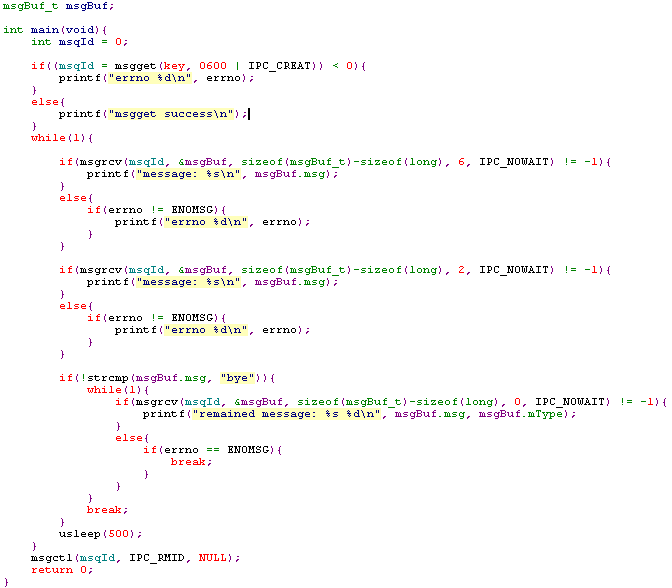 msgBuf_t msgBuf;
int main(void){
int msqId = 0;
if((msqId = msgget(key, 0600 | IPC_CREAT)) < 0){
printf("errno %d\n", errno);
}
else{
printf("msgget success\n");
}
while(1){
if(msgrcv(msqId, &msgBuf, sizeof(msgBuf_t)-sizeof(long), 6, IPC_NOWAIT) != -1){
printf("message: %s\n", msgBuf.msg);
}
else{
if(errno != ENOMSG){
printf("errno %d\n", errno);
}
}
if(msgrcv(msqId, &msgBuf, sizeof(msgBuf_t)-sizeof(long), 2, IPC_NOWAIT) != -1){
printf("message: %s\n", msgBuf.msg);
}
else{
if(errno != ENOMSG){
printf("errno %d\n", errno);
}
}
if(!strcmp(msgBuf.msg, "bye")){
while(1){
if(msgrcv(msqId, &msgBuf, sizeof(msgBuf_t)-sizeof(long), 0, IPC_NOWAIT) != -1){
printf("remained message: %s %d\n", msgBuf.msg, msgBuf.mType);
}
else{
if(errno == ENOMSG){
break;
}
}
}
break;
}
usleep(500);
}
msgctl(msqId, IPC_RMID, NULL);
return 0;
}